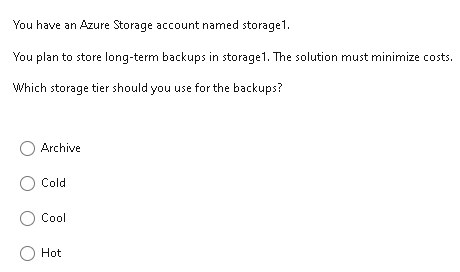 You have an Azure Storage account named storage1.
You plan to store long-term backups in storage1. The solution must minimize costs.
Which storage tier should you use for the backups?
Archive
Cold
Cool
Hot